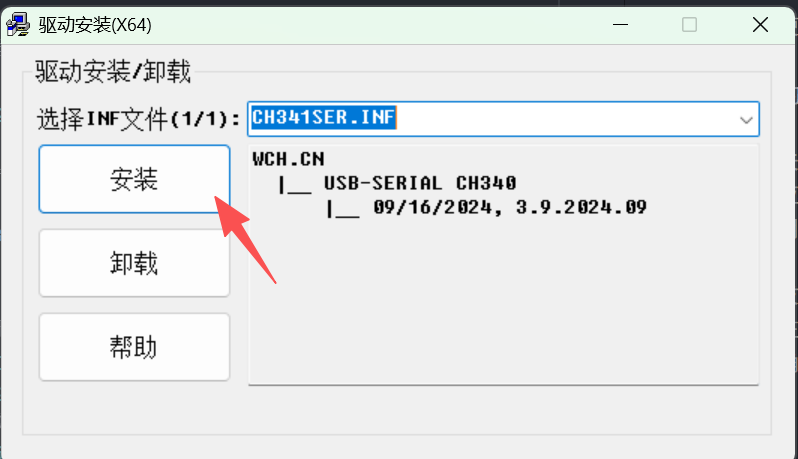 驱动安装(X64)
驱动安装/卸载
选择INF文件(1/1):
CH341SER.INF
安装
卸载
帮助
WCH.CN
|__ USB-SERIAL CH340
|__ 09/16/2024, 3.9.2024.09